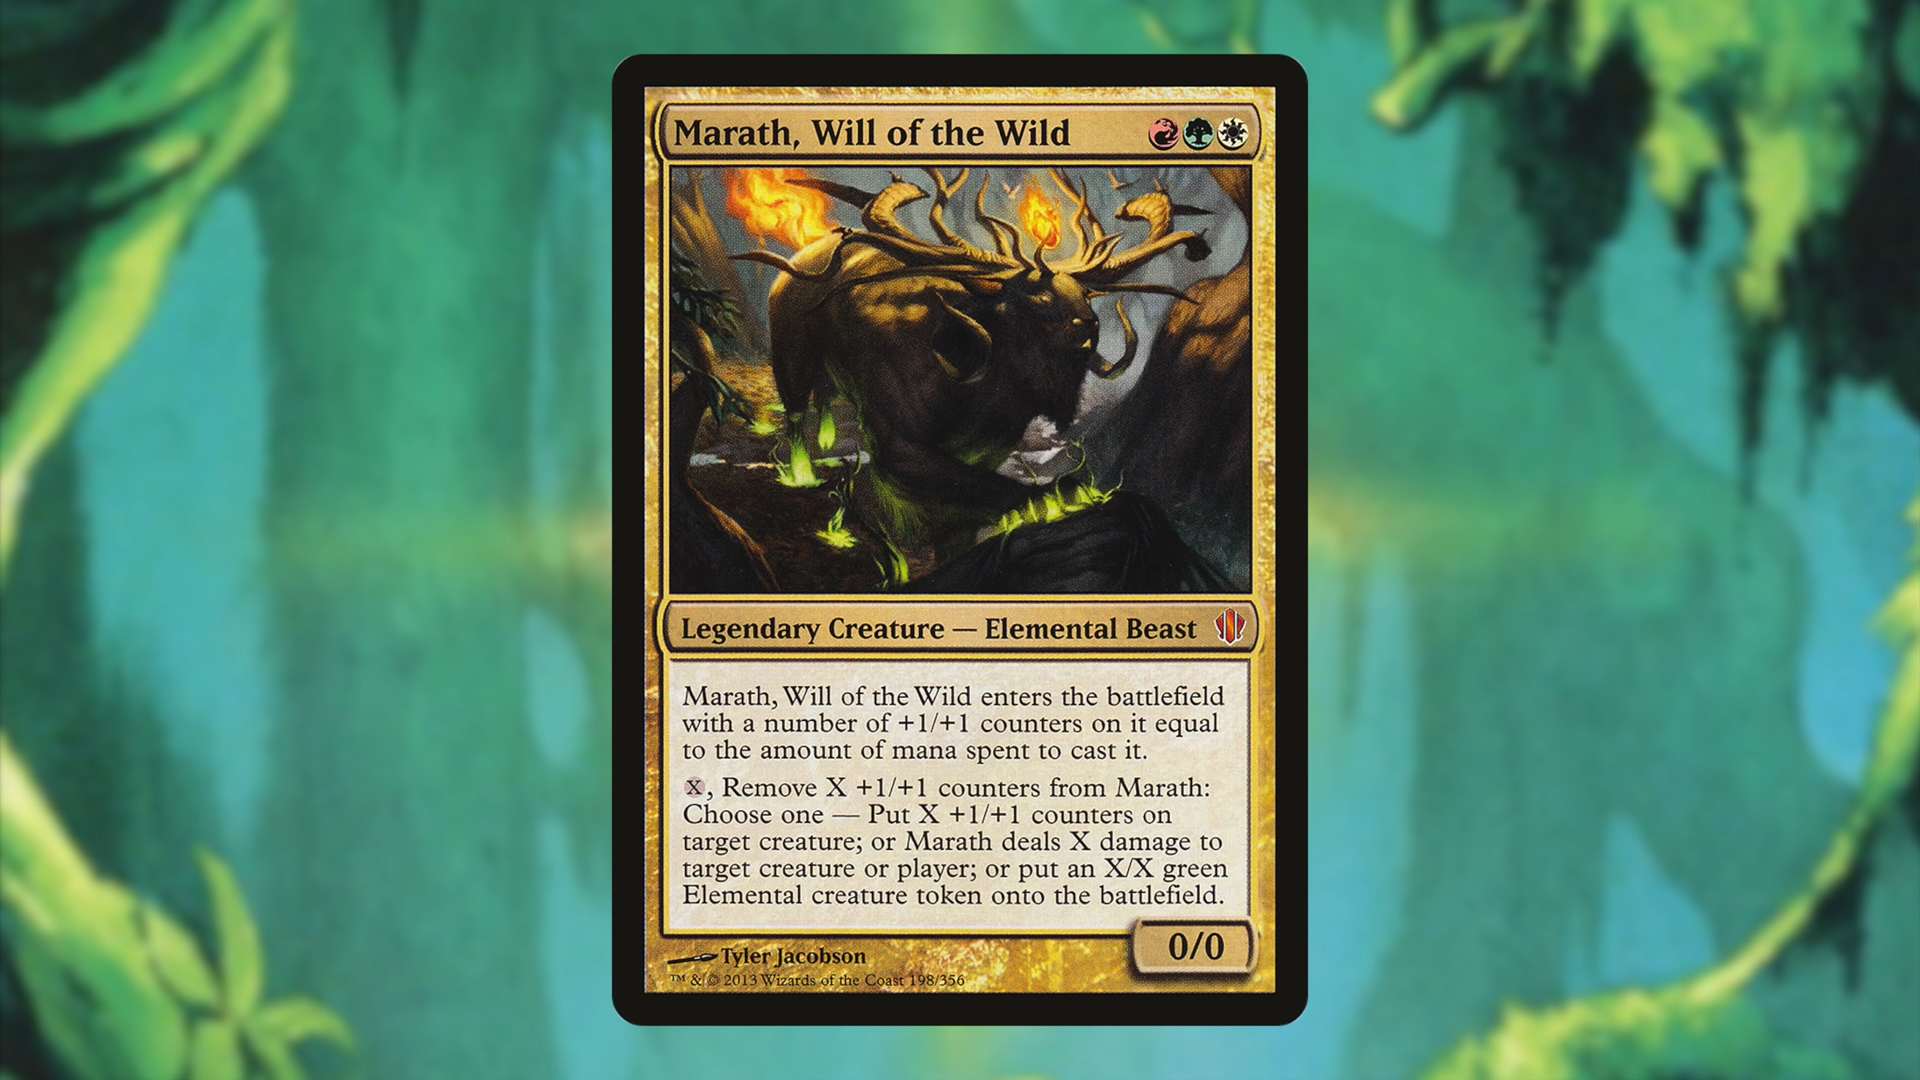 Marath, Will of the Wild
Legendary Creature — Elemental Beast
Marath, Will of the Wild enters the battlefield
with a number of +1/+1 counters on it equal
to the amount of mana spent to cast it.
X, Remove X +1/+1 counters from Marath:
Choose one — Put X +1/+1 counters on
target creature; or Marath deals X damage to
target creature or player; or put an X/X green
Elemental creature token onto the battlefield.
0/0
Tyler Jacobson
™ & © 2013 Wizards of the Coast 198/356